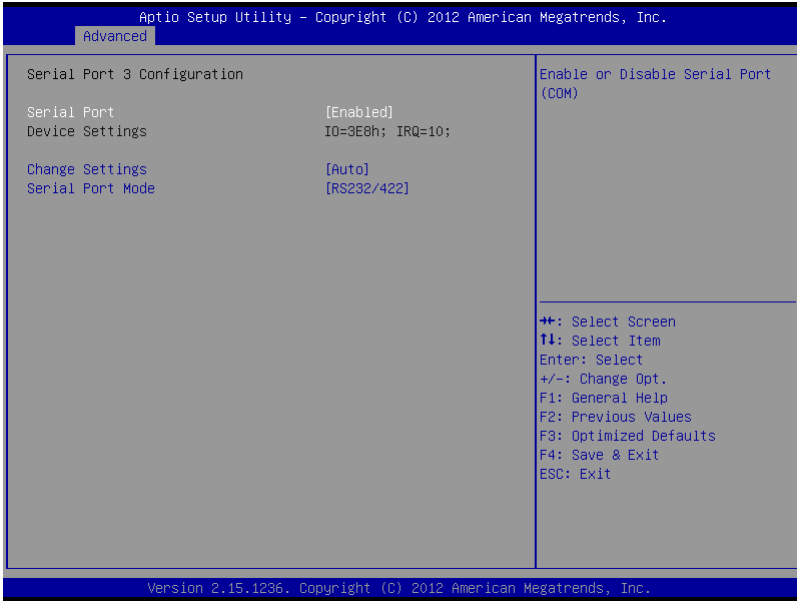 Aptio Setup Utility – Copyright (C) 2012 American Megatrends, Inc.
Advanced
Serial Port 3 Configuration
Serial Port [Enabled]
Device Settings IO=3E8h; IRQ=10;
Change Settings [Auto]
Serial Port Mode [RS232/422]
Enable or Disable Serial Port
(COM)
→←: Select Screen
↑↓: Select Item
Enter: Select
+/-: Change Opt.
F1: General Help
F2: Previous Values
F3: Optimized Defaults
F4: Save & Exit
ESC: Exit
Version 2.15.1236. Copyright (C) 2012 American Megatrends, Inc.